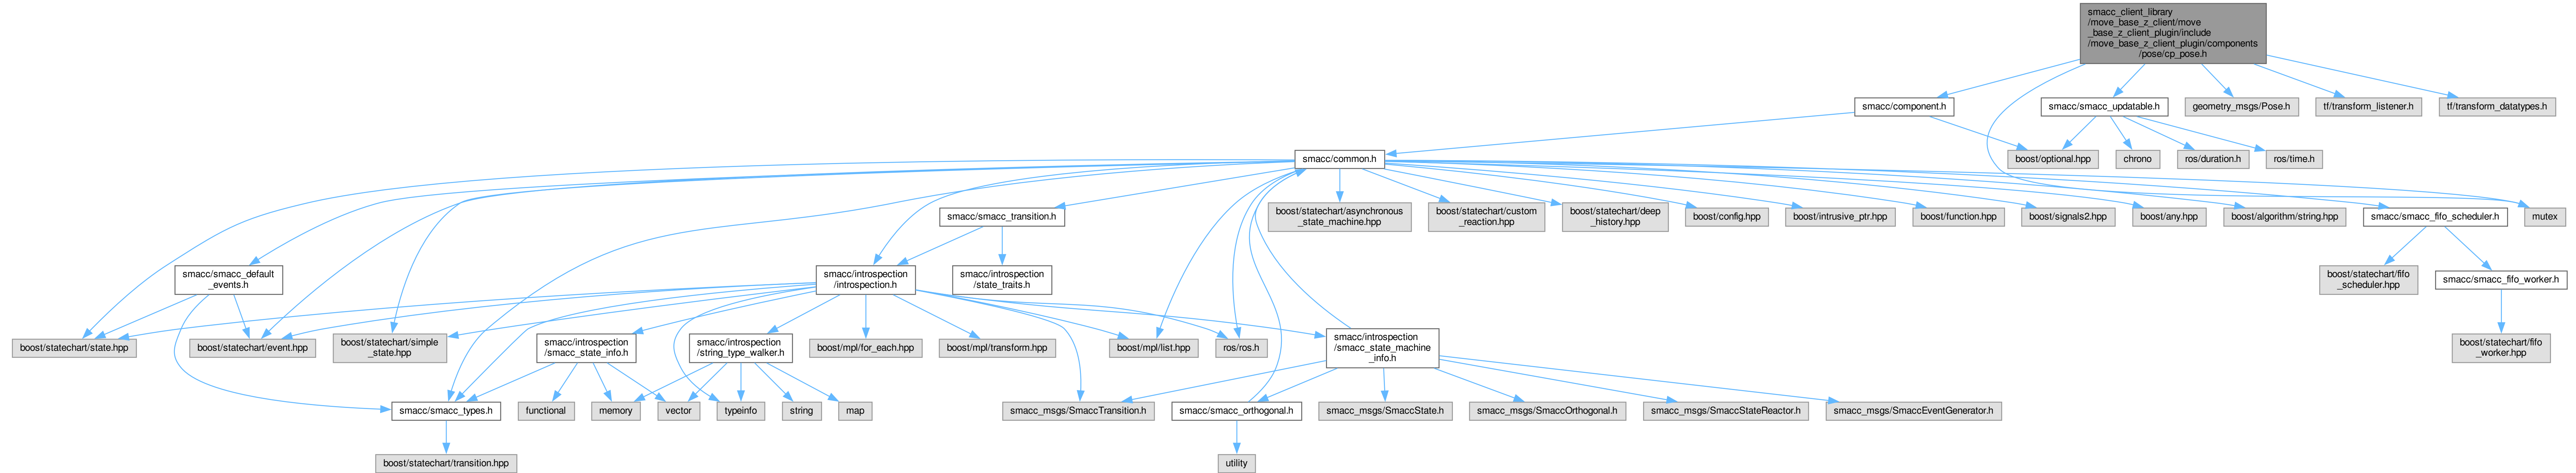 smacc_client_library
/move_base_z_client/move
_base_z_client_plugin/include
/move_base_z_client_plugin/components
/pose/cp_pose.h
smacc/component.h
smacc/smacc_updatable.h
geometry_msgs/Pose.h
tf/transform_listener.h
tf/transform_datatypes.h
smacc/common.h
boost/optional.hpp
chrono
ros/duration.h
ros/time.h
smacc/smacc_transition.h
boost/statechart/asynchronous
_state_machine.hpp
boost/statechart/custom
_reaction.hpp
boost/statechart/deep
_history.hpp
boost/config.hpp
boost/intrusive_ptr.hpp
boost/function.hpp
boost/signals2.hpp
boost/any.hpp
boost/algorithm/string.hpp
smacc/smacc_fifo_scheduler.h
mutex
smacc/smacc_default
_events.h
smacc/introspection
/introspection.h
smacc/introspection
/state_traits.h
boost/statechart/fifo
_scheduler.hpp
smacc/smacc_fifo_worker.h
boost/statechart/state.hpp
boost/statechart/event.hpp
boost/statechart/simple
_state.hpp
smacc/introspection
/smacc_state_info.h
smacc/introspection
/string_type_walker.h
boost/mpl/for_each.hpp
boost/mpl/transform.hpp
boost/mpl/list.hpp
ros/ros.h
smacc/introspection
/smacc_state_machine
_info.h
boost/statechart/fifo
_worker.hpp
smacc/smacc_types.h
functional
memory
vector
typeinfo
string
map
smacc_msgs/SmaccTransition.h
smacc/smacc_orthogonal.h
smacc_msgs/SmaccState.h
smacc_msgs/SmaccOrthogonal.h
smacc_msgs/SmaccStateReactor.h
smacc_msgs/SmaccEventGenerator.h
boost/statechart/transition.hpp
utility